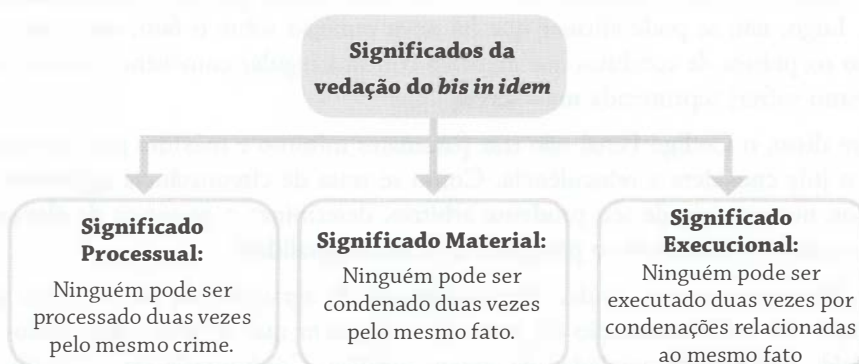 Significados da
vedação do bis in idem
Significado
Processual:
Ninguém pode ser
processado duas vezes
pelo mesmo crime.
Significado Material:
Ninguém pode ser
condenado duas vezes
pelo mesmo fato.
Significado
Execucional:
Ninguém pode ser
executado duas vezes por
condenações relacionadas
ao mesmo fato